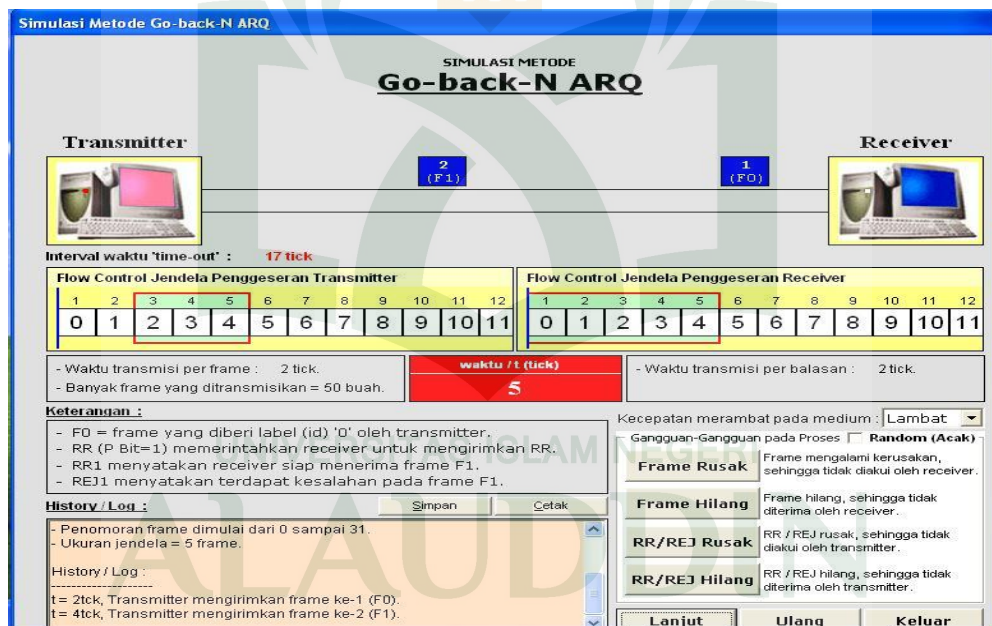 Simulasi Metode Go-back-N ARQ
SIMULASI METODE
Go-back-N ARQ
Transmitter
Receiver
2
(F1)
1
(F0)
Interval waktu 'time-out' : 17 tick
Flow Control Jendela Penggeseran Transmitter
1 2 3 4 5 6 7 8 9 10 11 12
0 1 2 3 4 5 6 7 8 9 10 11
Flow Control Jendela Penggeseran Receiver
1 2 3 4 5 6 7 8 9 10 11 12
0 1 2 3 4 5 6 7 8 9 10 11
- Waktu transmisi per frame : 2 tick.
- Banyak frame yang ditransmisikan = 50 buah.
waktu / t (tick)
5
- Waktu transmisi per balasan : 2 tick.
Keterangan :
- F0 = frame yang diberi label (id) '0' oleh transmitter.
- RR (P Bit=1) memerintahkan receiver untuk mengirimkan RR.
- RR1 menyatakan receiver siap menerima frame F1.
- REJ1 menyatakan terdapat kesalahan pada frame F1.
Kecepatan merambat pada medium : Lambat
Gangguan-Gangguan pada Proses Random (Acak)
Frame Rusak
Frame mengalami kerusakan,
sehingga tidak diakui oleh receiver.
Frame Hilang
Frame hilang, sehingga tidak
diterima oleh receiver.
RR/REJ Rusak
RR / REJ rusak, sehingga tidak
diakui oleh transmitter.
RR/REJ Hilang
RR / REJ hilang, sehingga tidak
diterima oleh transmitter.
History / Log :
Simpan
Cetak
- Penomoran frame dimulai dari 0 sampai 31.
- Ukuran jendela = 5 frame.
History / Log :
--------------------
t = 2tck, Transmitter mengirimkan frame ke-1 (F0).
t = 4tck, Transmitter mengirimkan frame ke-2 (F1).
Lanjut
Ulang
Keluar
UNIVERSITAS ISLAM NEGERI
ALAUDDIN